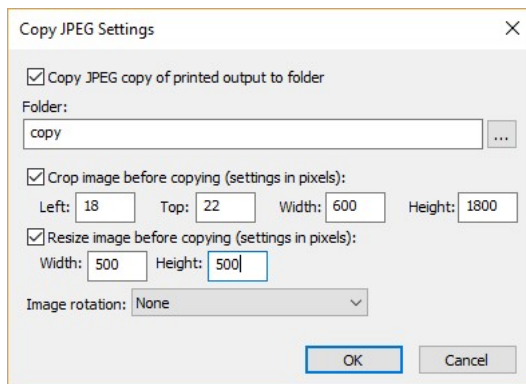 Copy JPEG Settings
Copy JPEG copy of printed output to folder
Folder:
copy
...
Crop image before copying (settings in pixels):
Left: 18 Top: 22 Width: 600 Height: 1800
Resize image before copying (settings in pixels):
Width: 500 Height: 500
Image rotation: None
OK Cancel